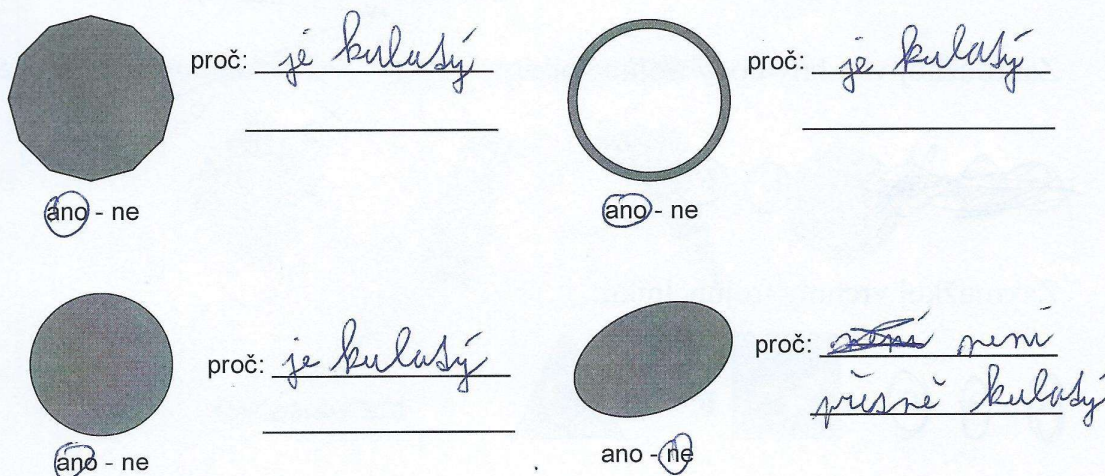 proč: je kulatý
proč: je kulatý
ano - ne
ano - ne
proč: je kulatý
proč: není
přesně kulatý
ano - ne
ano - ne